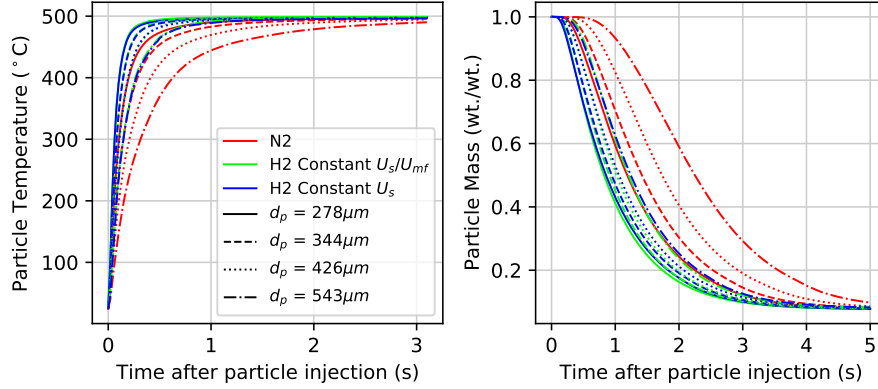 500
400
300
200
100
Particle Temperature (°C)
N2
H2 Constant U_s/U_mf
H2 Constant U_s
d_p = 278μm
d_p = 344μm
d_p = 426μm
d_p = 543μm
0 1 2 3
Time after particle injection (s)
1.0
0.8
0.6
0.4
0.2
Particle Mass (wt./wt.)
0 1 2 3 4 5
Time after particle injection (s)